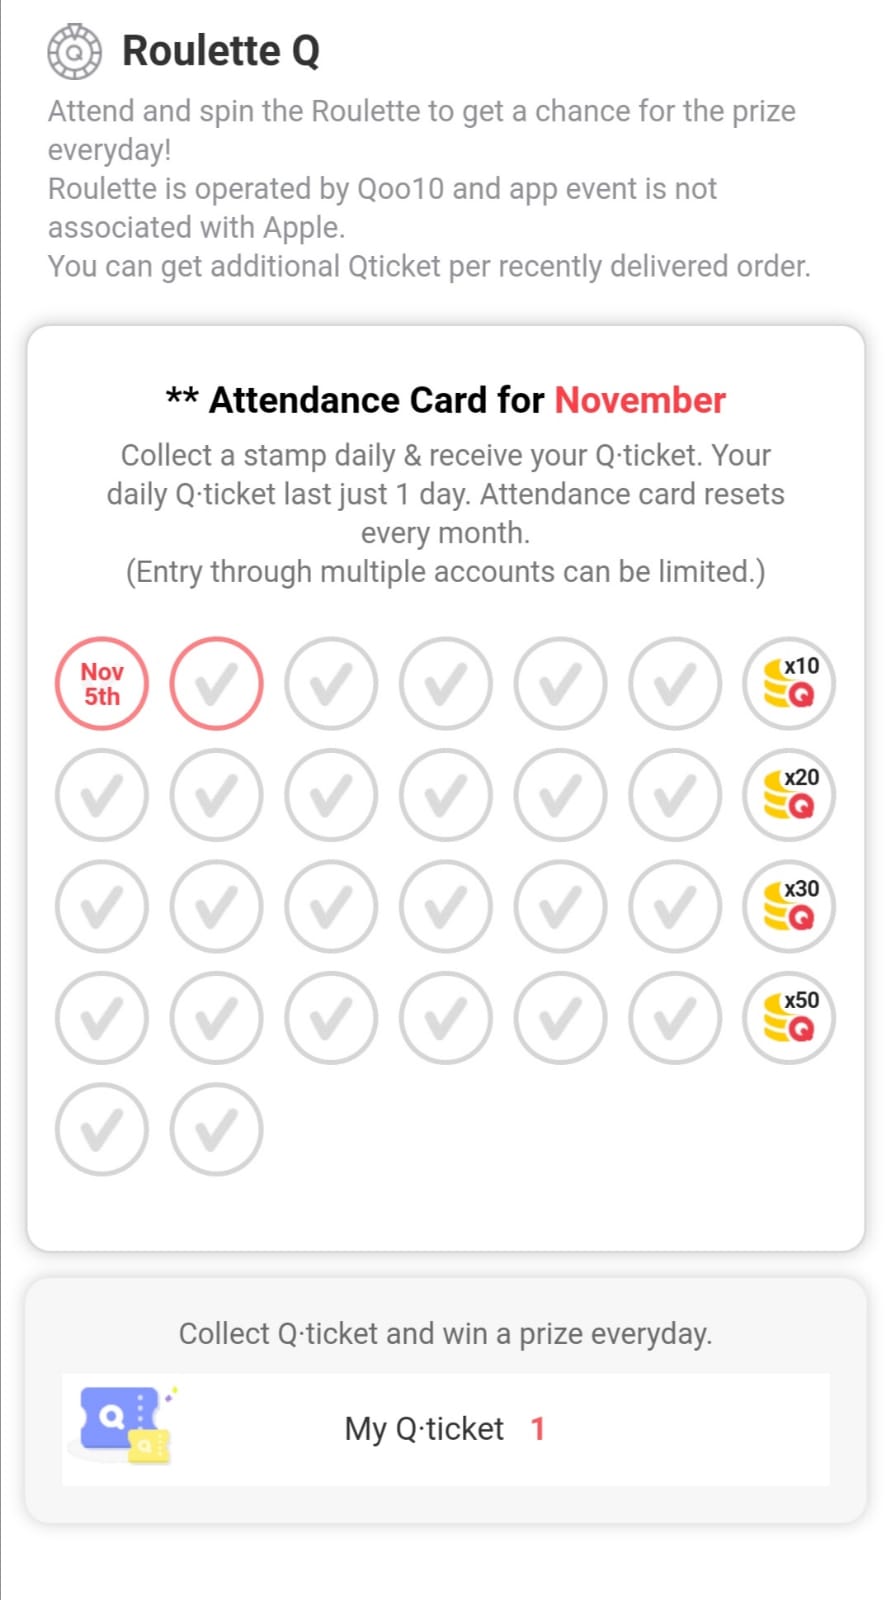 Roulette Q
Attend and spin the Roulette to get a chance for the prize
everyday!
Roulette is operated by Qoo10 and app event is not
associated with Apple.
You can get additional Qticket per recently delivered order.
** Attendance Card for November
Collect a stamp daily & receive your Q·ticket. Your
daily Q·ticket last just 1 day. Attendance card resets
every month.
(Entry through multiple accounts can be limited.)
Nov
5th
x10
Q
x20
Q
x30
Q
x50
Q
Collect Q·ticket and win a prize everyday.
Q
Q
My Q·ticket 1